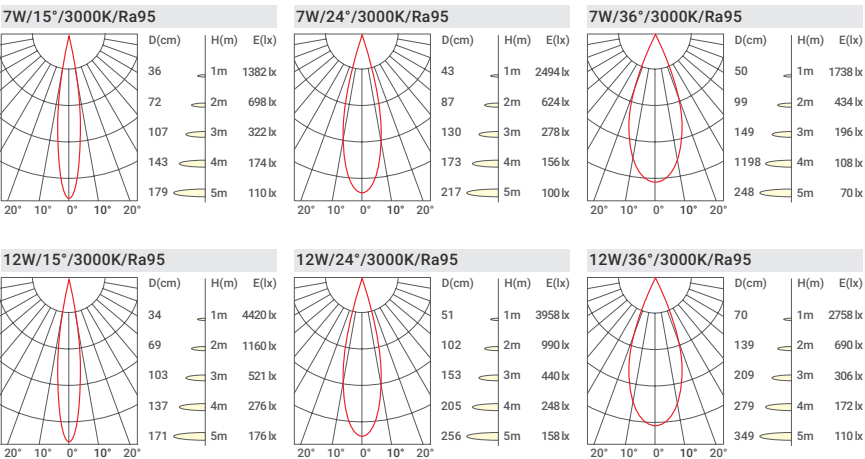 7W/15°/3000K/Ra95
D(cm) H(m) E(lx)
36 1m 1382 lx
72 2m 698 lx
107 3m 322 lx
143 4m 174 lx
179 5m 110 lx
20° 10° 0° 10° 20°
7W/24°/3000K/Ra95
D(cm) H(m) E(lx)
43 1m 2494 lx
87 2m 624 lx
130 3m 278 lx
173 4m 156 lx
217 5m 100 lx
20° 10° 0° 10° 20°
7W/36°/3000K/Ra95
D(cm) H(m) E(lx)
50 1m 1738 lx
99 2m 434 lx
149 3m 196 lx
1198 4m 108 lx
248 5m 70 lx
20° 10° 0° 10° 20°
12W/15°/3000K/Ra95
D(cm) H(m) E(lx)
34 1m 4420 lx
69 2m 1160 lx
103 3m 521 lx
137 4m 276 lx
171 5m 176 lx
20° 10° 0° 10° 20°
12W/24°/3000K/Ra95
D(cm) H(m) E(lx)
51 1m 3958 lx
102 2m 990 lx
153 3m 440 lx
205 4m 248 lx
256 5m 158 lx
20° 10° 0° 10° 20°
12W/36°/3000K/Ra95
D(cm) H(m) E(lx)
70 1m 2758 lx
139 2m 690 lx
209 3m 306 lx
279 4m 172 lx
349 5m 110 lx
20° 10° 0° 10° 20°